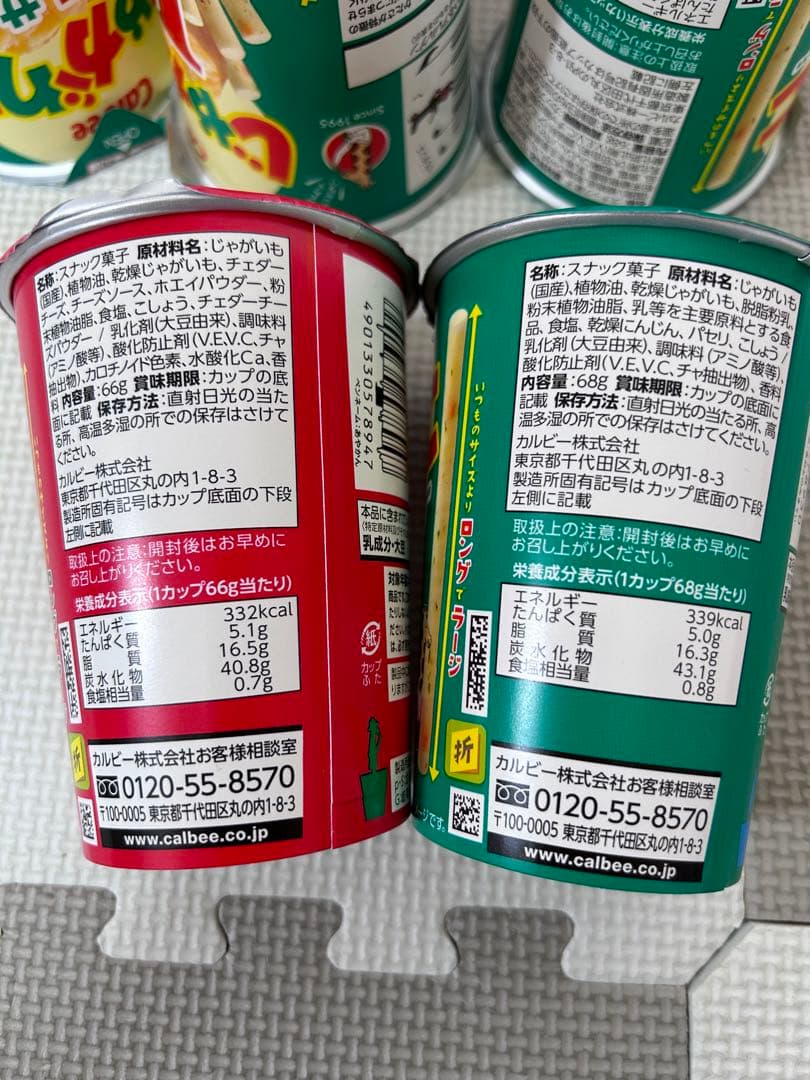 Calbee
Since 1995
名称:スナック菓子 原材料名:じゃがいも
(国産)、植物油、乾燥じゃがいも、チェダー
チーズ、チーズソース、ホエイパウダー、粉
末植物油脂、食塩、こしょう、チェダーチー
ズパウダー / 乳化剤(大豆由来)、調味料
(アミノ酸等)、酸化防止剤(V.E,V.C,チャ
抽出物)、カロチノイド色素、水酸化Ca、香
料 内容量:66g 賞味期限:カップの底
面に記載 保存方法:直射日光の当た
る所、高温多湿の所での保存はさけて
ください。
カルビー株式会社
東京都千代田区丸の内1-8-3
製造所固有記号はカップ底面の下段
左側に記載
取扱上の注意:開封後はお早めに
お召し上がりください。
栄養成分表示(1カップ66g当たり)
エネルギー 332kcal
たんぱく質 5.1g
脂質 16.5g
炭水化物 40.8g
食塩相当量 0.7g
折
カルビー株式会社お客様相談室
0120-55-8570
〒100-0005 東京都千代田区丸の内1-8-3
www.calbee.co.jp
4901330578947
ペンネーム:あやかん
乳成分・大豆
紙
カップ
ふた
名称:スナック菓子 原材料名:じゃがいも
(国産)、植物油、乾燥じゃがいも、脱脂粉乳、
粉末植物油脂、乳等を主要原料とする食
品、食塩、乾燥にんじん、パセリ、こしょう /
乳化剤(大豆由来)、調味料(アミノ酸等)、
酸化防止剤(V.E,V.C,チャ抽出物)、香料
内容量:68g 賞味期限:カップの底面に
記載 保存方法:直射日光の当たる所、高
温多湿の所での保存はさけてください。
カルビー株式会社
東京都千代田区丸の内1-8-3
製造所固有記号はカップ底面の下段
左側に記載
取扱上の注意:開封後はお早めに
お召し上がりください。
栄養成分表示(1カップ68g当たり)
エネルギー 339kcal
たんぱく質 5.0g
脂質 16.3g
炭水化物 43.1g
食塩相当量 0.8g
いつものサイズより ロングで ラージ
折
カルビー株式会社お客様相談室
0120-55-8570
〒100-0005 東京都千代田区丸の内1-8-3
www.calbee.co.jp